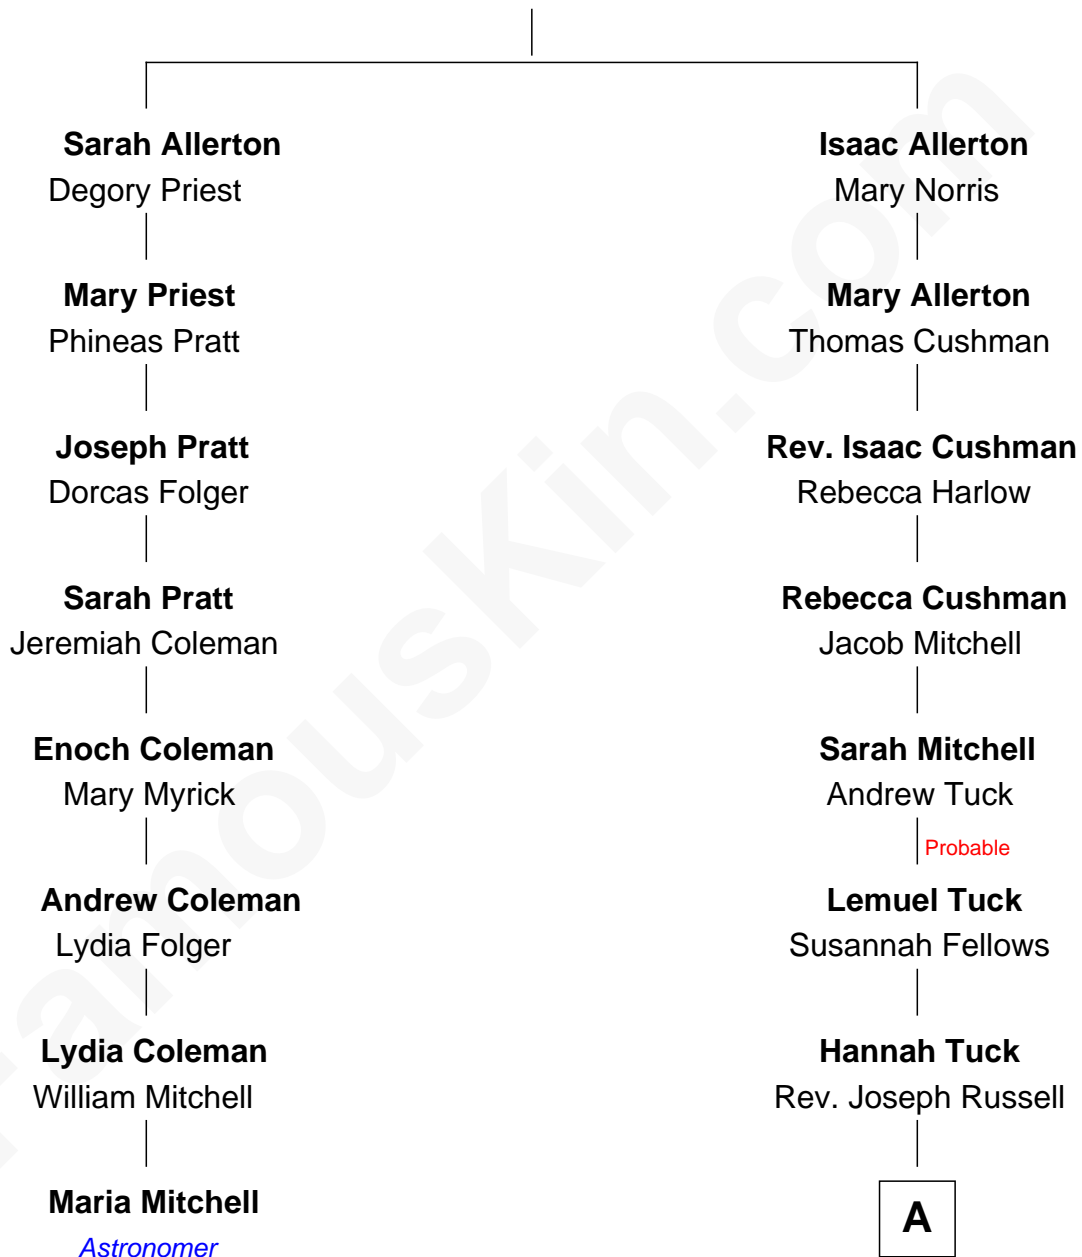 Sarah Allerton
Degory Priest
Mary Priest
Phineas Pratt
Joseph Pratt
Dorcas Folger
Sarah Pratt
Jeremiah Coleman
Enoch Coleman
Mary Myrick
Andrew Coleman
Lydia Folger
Lydia Coleman
William Mitchell
Maria Mitchell
Astronomer
Isaac Allerton
Mary Norris
Mary Allerton
Thomas Cushman
Rev. Isaac Cushman
Rebecca Harlow
Rebecca Cushman
Jacob Mitchell
Sarah Mitchell
Andrew Tuck
Probable
Lemuel Tuck
Susannah Fellows
Hannah Tuck
Rev. Joseph Russell
A
FamousKin.com